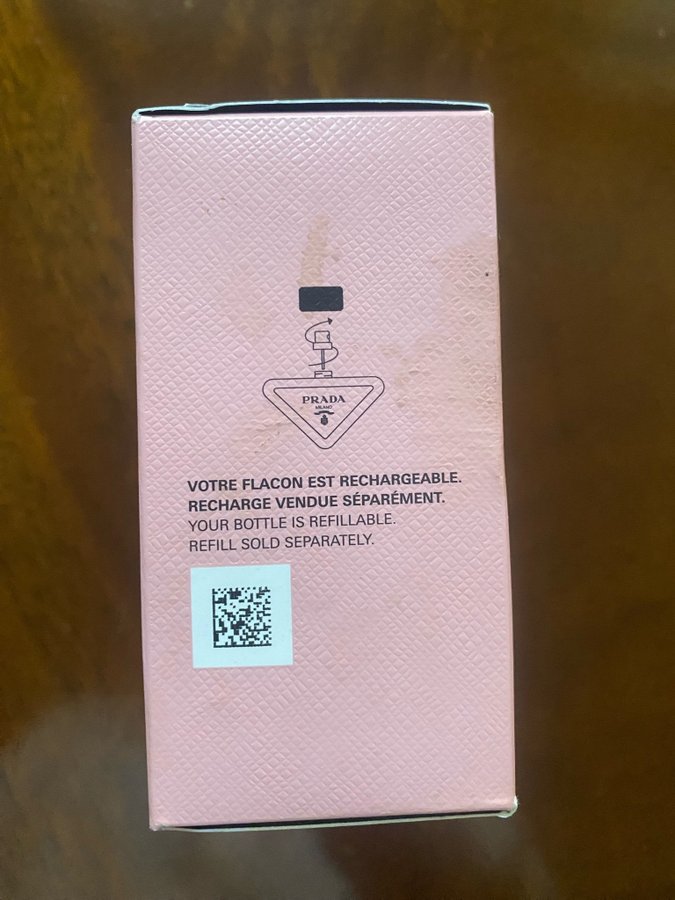 PRADA
MILANO
VOTRE FLACON EST RECHARGEABLE.
RECHARGE VENDUE SÉPARÉMENT.
YOUR BOTTLE IS REFILLABLE.
REFILL SOLD SEPARATELY.